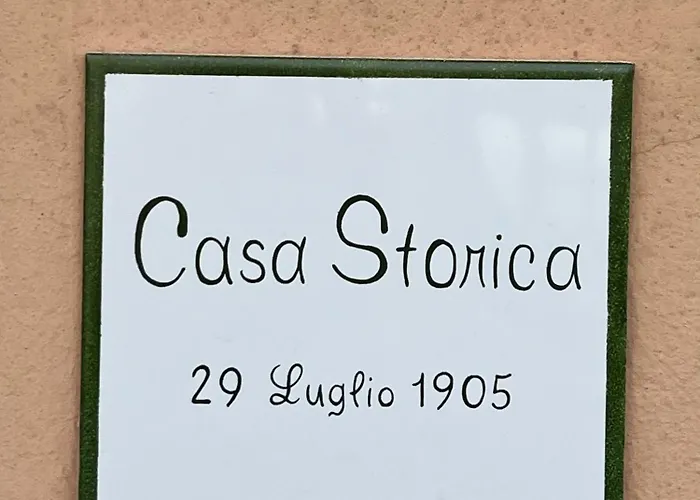 Casa Storica
29 Luglio 1905